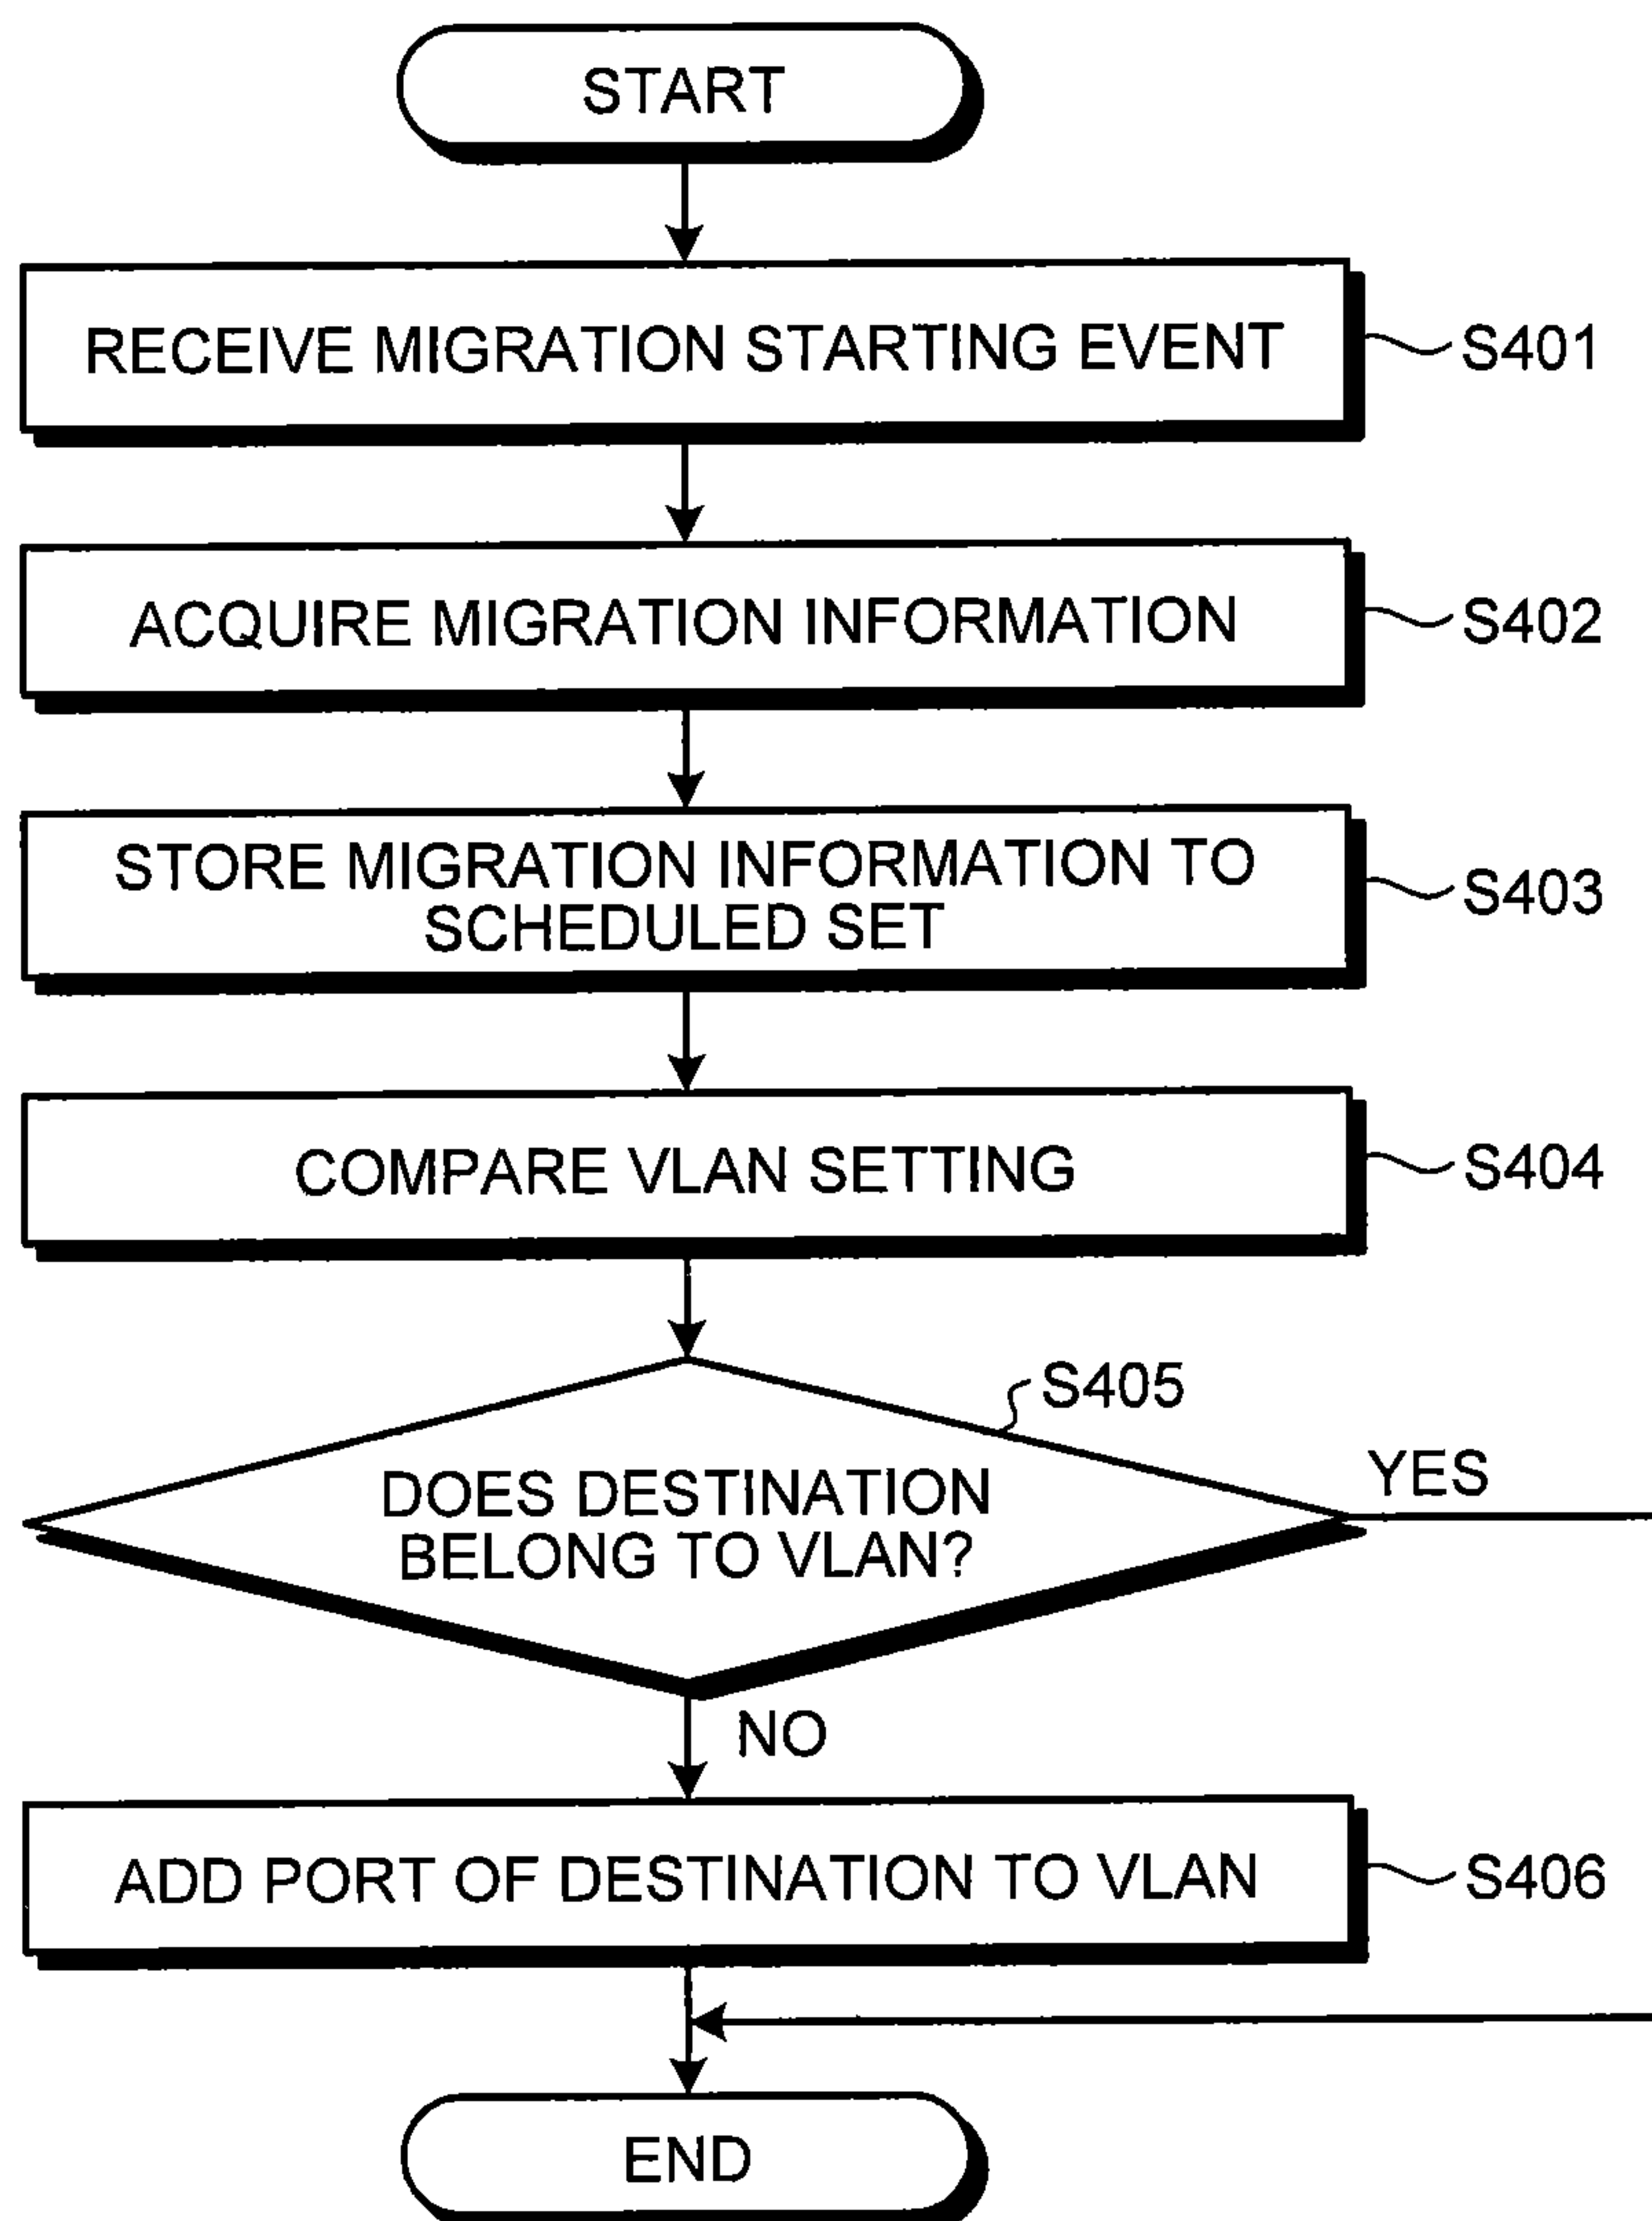 START
RECEIVE MIGRATION STARTING EVENT
S401
ACQUIRE MIGRATION INFORMATION
S402
STORE MIGRATION INFORMATION TO
SCHEDULED SET
S403
COMPARE VLAN SETTING
S404
S405
DOES DESTINATION
BELONG TO VLAN?
YES
NO
ADD PORT OF DESTINATION TO VLAN
S406
END